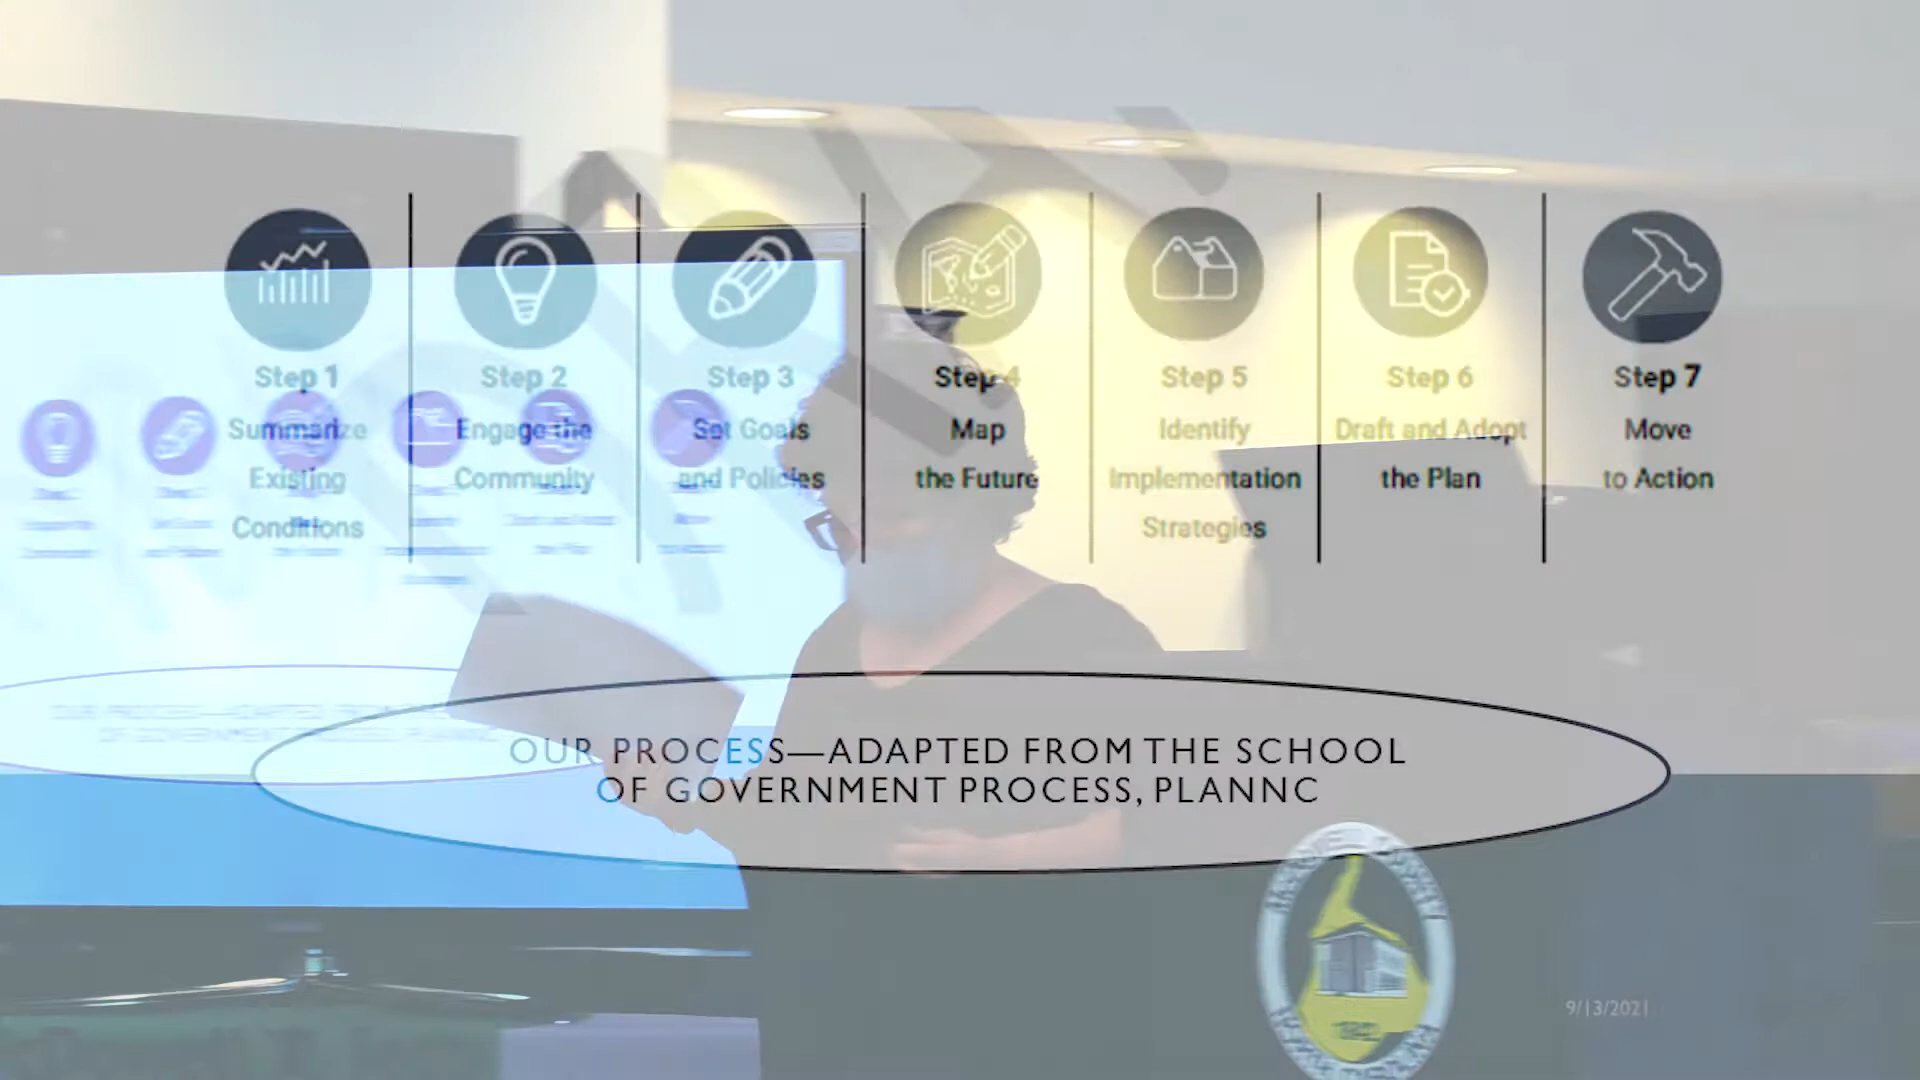 Step 1
Summarize
Existing
Conditions
Step 2
Engage the
Community
Step 3
Set Goals
and Policies
Step 4
Map
the Future
Step 5
Identify
Implementation
Strategies
Step 6
Draft and Adopt
the Plan
Step 7
Move
to Action
OUR PROCESS—ADAPTED FROM THE SCHOOL
OF GOVERNMENT PROCESS, PLANNC
9/13/2021